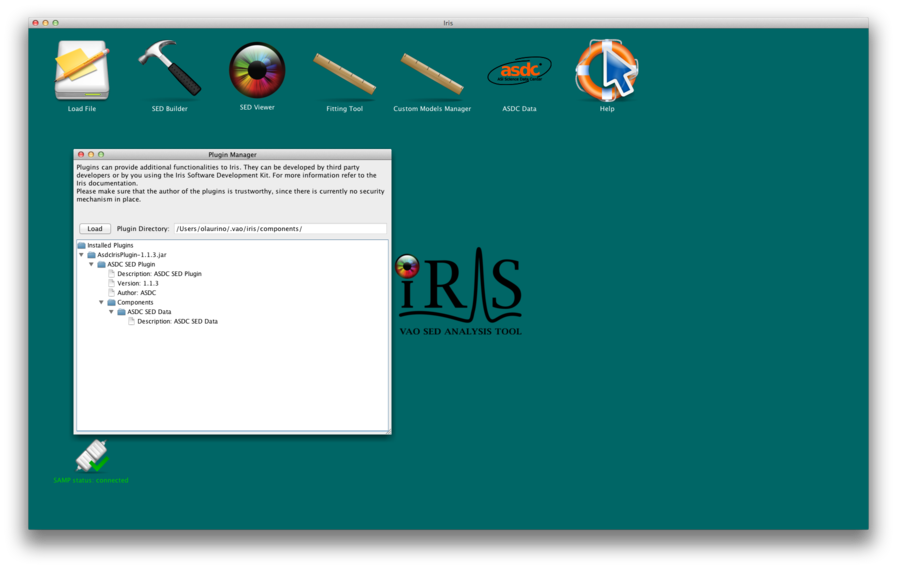 Iris
Load File
SED Builder
SED Viewer
Fitting Tool
Custom Models Manager
asdc
ASDC Data
Help
Plugin Manager
Plugins can provide additional functionalities to Iris. They can be developed by third party
developers or by you using the Iris Software Development Kit. For more information refer to the
Iris documentation.
Please make sure that the author of the plugins is trustworthy, since there is currently no security
mechanism in place.
Load
Plugin Directory: /Users/olaurino/.vao/iris/components/
Installed Plugins
AsdcIrisPlugin-1.1.3.jar
ASDC SED Plugin
Description: ASDC SED Plugin
Version: 1.1.3
Author: ASDC
Components
ASDC SED Data
Description: ASDC SED Data
iRIS
VAO SED ANALYSIS TOOL
SAMP status: connected